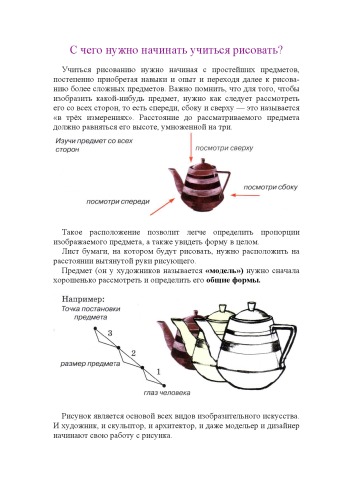 С чего нужно начинать учиться рисовать?
Учиться рисованию нужно начиная с простейших предметов,
постепенно приобретая навыки и опыт и переходя далее к рисова-
нию более сложных предметов. Важно помнить, что для того, чтобы
изобразить какой-нибудь предмет, нужно как следует рассмотреть
его со всех сторон, то есть спереди, сбоку и сверху — это называется
«в трёх измерениях». Расстояние до рассматриваемого предмета
должно равняться его высоте, умноженной на три.
Изучи предмет со всех
сторон
посмотри сверху
посмотри сбоку
посмотри спереди
Такое расположение позволит легче определить пропорции
изображаемого предмета, а также увидеть форму в целом.
Лист бумаги, на котором будут рисовать, нужно расположить на
расстоянии вытянутой руки рисующего.
Предмет (он у художников называется «модель») нужно сначала
хорошенько рассмотреть и определить его общие формы.
Например:
Точка постановки
предмета
3
2
размер предмета
1
глаз человека
Рисунок является основой всех видов изобразительного искусства.
И художник, и скульптор, и архитектор, и даже модельер и дизайнер
начинают свою работу с рисунка.